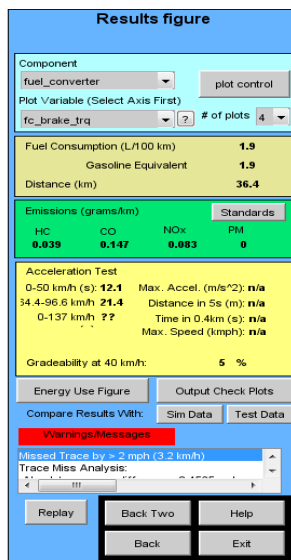 Results figure
Component
fuel_converter
plot control
Plot Variable (Select Axis First)
fc_brake_trq
?
# of plots 4
Fuel Consumption (L/100 km) 1.9
Gasoline Equivalent 1.9
Distance (km) 36.4
Emissions (grams/km) Standards
HC CO NOx PM
0.039 0.147 0.083 0
Acceleration Test
0-50 km/h (s): 12.1 Max. Accel. (m/s^2): n/a
64.4-96.6 km/h 21.4 Distance in 5s (m): n/a
0-137 km/h ?? Time in 0.4km (s): n/a
Max. Speed (kmph): n/a
Gradeability at 40 km/h: 5 %
Energy Use Figure Output Check Plots
Compare Results With: Sim Data Test Data
Warnings/Messages
Missed Trace by > 2 mph (3.2 km/h)
Trace Miss Analysis:
Replay Back Two Help
Back Exit